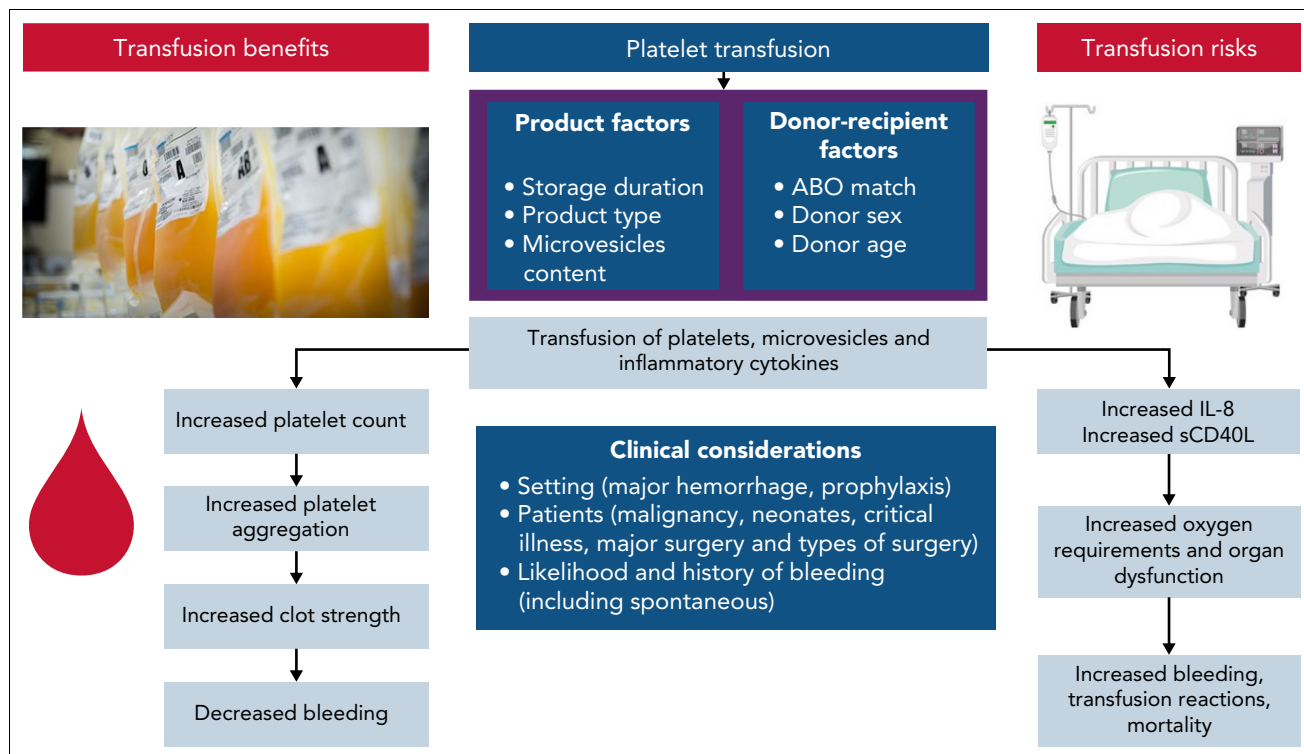 Transfusion benefits
Platelet transfusion
Transfusion risks
Product factors
• Storage duration
• Product type
• Microvesicles
content
Donor-recipient
factors
• ABO match
• Donor sex
• Donor age
A
AB
A
Transfusion of platelets, microvesicles and
inflammatory cytokines
Increased platelet count
Increased platelet
aggregation
Increased clot strength
Decreased bleeding
Clinical considerations
• Setting (major hemorrhage, prophylaxis)
• Patients (malignancy, neonates, critical
illness, major surgery and types of surgery)
• Likelihood and history of bleeding
(including spontaneous)
Increased IL-8
Increased sCD40L
Increased oxygen
requirements and organ
dysfunction
Increased bleeding,
transfusion reactions,
mortality